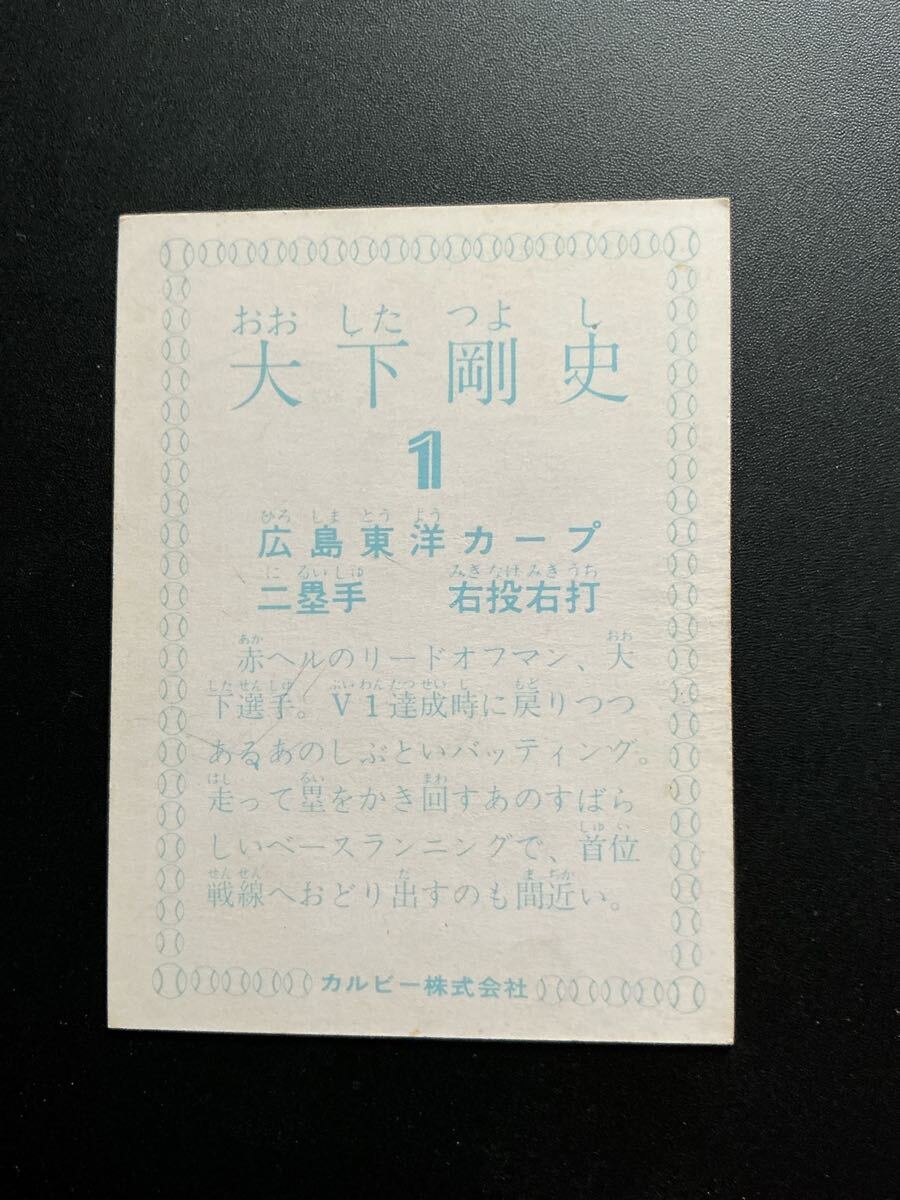 おお した つよ し
大下剛史
1
ひろ しま とう よう
広島東洋カープ
に るいしゅ みぎ なげ みぎ うち
二塁手 右投右打
あか おお
赤ヘルのリードオフマン、大
した せんしゅ ぶいわんたつせいじ もど
下選手。V1達成時に戻りつつ
あるあのしぶといバッティング。
はし るい まわ
走って塁をかき回すあのすばら
しゅい
しいベースランニングで、首位
せんせん だ まぢか
戦線へおどり出すのも間近い。
カルビー株式会社